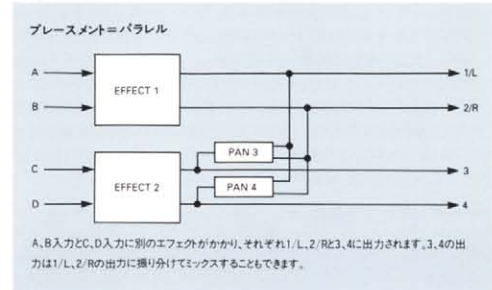 プレースメント＝パラレル
A
1/L
EFFECT 1
B
2/R
PAN 3
C
3
EFFECT 2
PAN 4
D
4
A、B入力とC、D入力に別のエフェクトがかかり、それぞれ1/L、2/Rと3、4に出力されます。3、4の出
力は1/L、2/Rの出力に振り分けてミックスすることもできます。